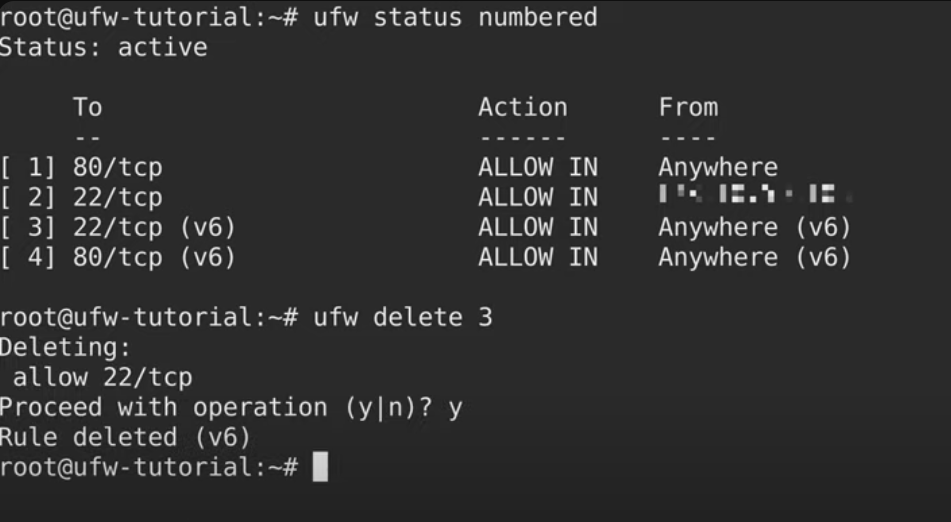 root@ufw-tutorial:~# ufw status numbered
Status: active
To Action From
-- ------ ----
[ 1] 80/tcp ALLOW IN Anywhere
[ 2] 22/tcp ALLOW IN
[ 3] 22/tcp (v6) ALLOW IN Anywhere (v6)
[ 4] 80/tcp (v6) ALLOW IN Anywhere (v6)
root@ufw-tutorial:~# ufw delete 3
Deleting:
allow 22/tcp
Proceed with operation (y|n)? y
Rule deleted (v6)
root@ufw-tutorial:~#